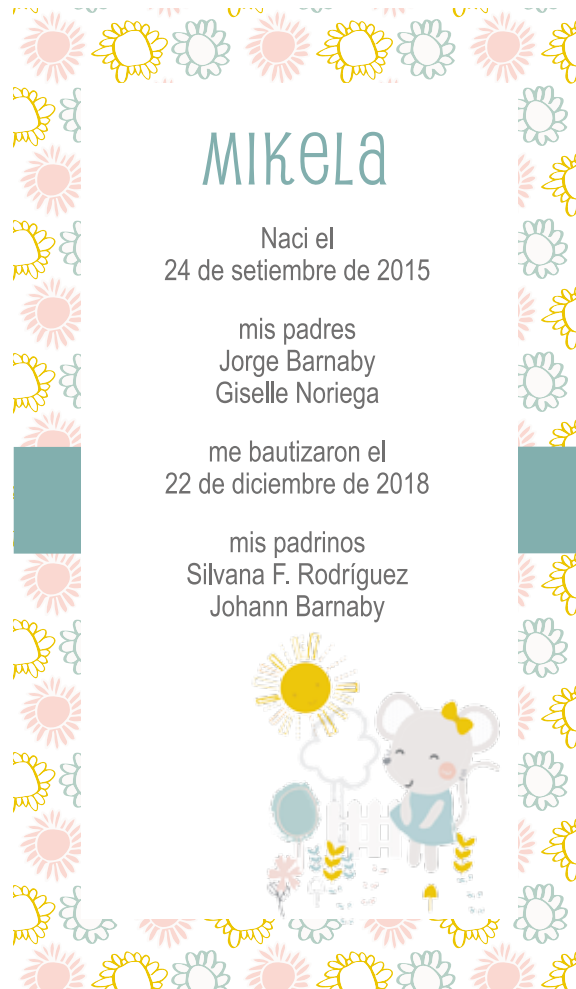 MIKELA
Naci el
24 de setiembre de 2015
mis padres
Jorge Barnaby
Giselle Noriega
me bautizaron el
22 de diciembre de 2018
mis padrinos
Silvana F. Rodríguez
Johann Barnaby